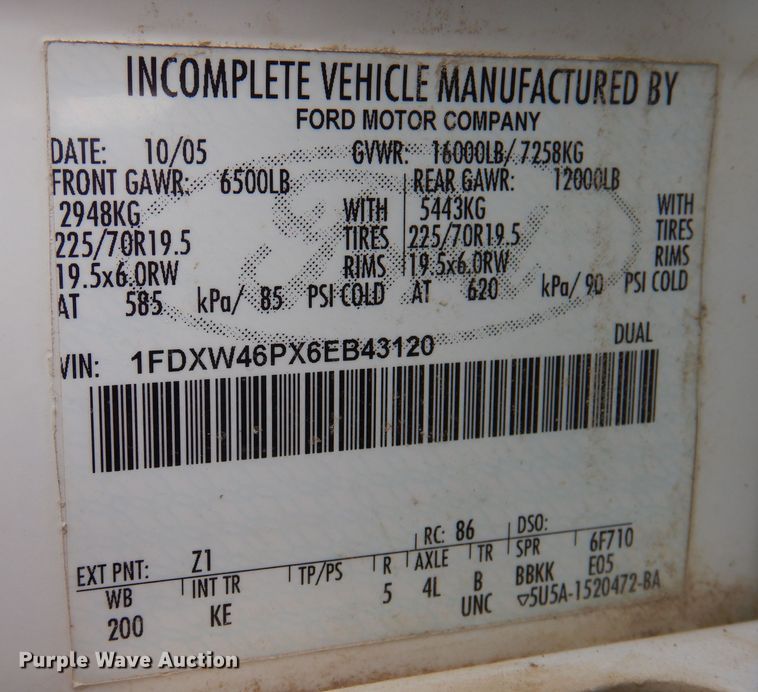 INCOMPLETE VEHICLE MANUFACTURED BY
FORD MOTOR COMPANY
DATE: 10/05 GVWR: 16000LB/ 7258KG
FRONT GAWR: 6500LB REAR GAWR: 12000LB
2948KG WITH 5443KG WITH
225/70R19.5 TIRES 225/70R19.5 TIRES
19.5x6.0RW RIMS 19.5x6.0RW RIMS
AT 585 kPa/ 85 PSI COLD AT 620 kPa/ 90 PSI COLD
VIN: 1FDXW46PX6EB43120 DUAL
EXT PNT: Z1 RC: 86 DSO:
WB INT TR TP/PS R AXLE TR SPR 6F710
200 KE 5 4L B BBKK E05
UNC ▽5U5A-1520472-BA
Purple Wave Auction